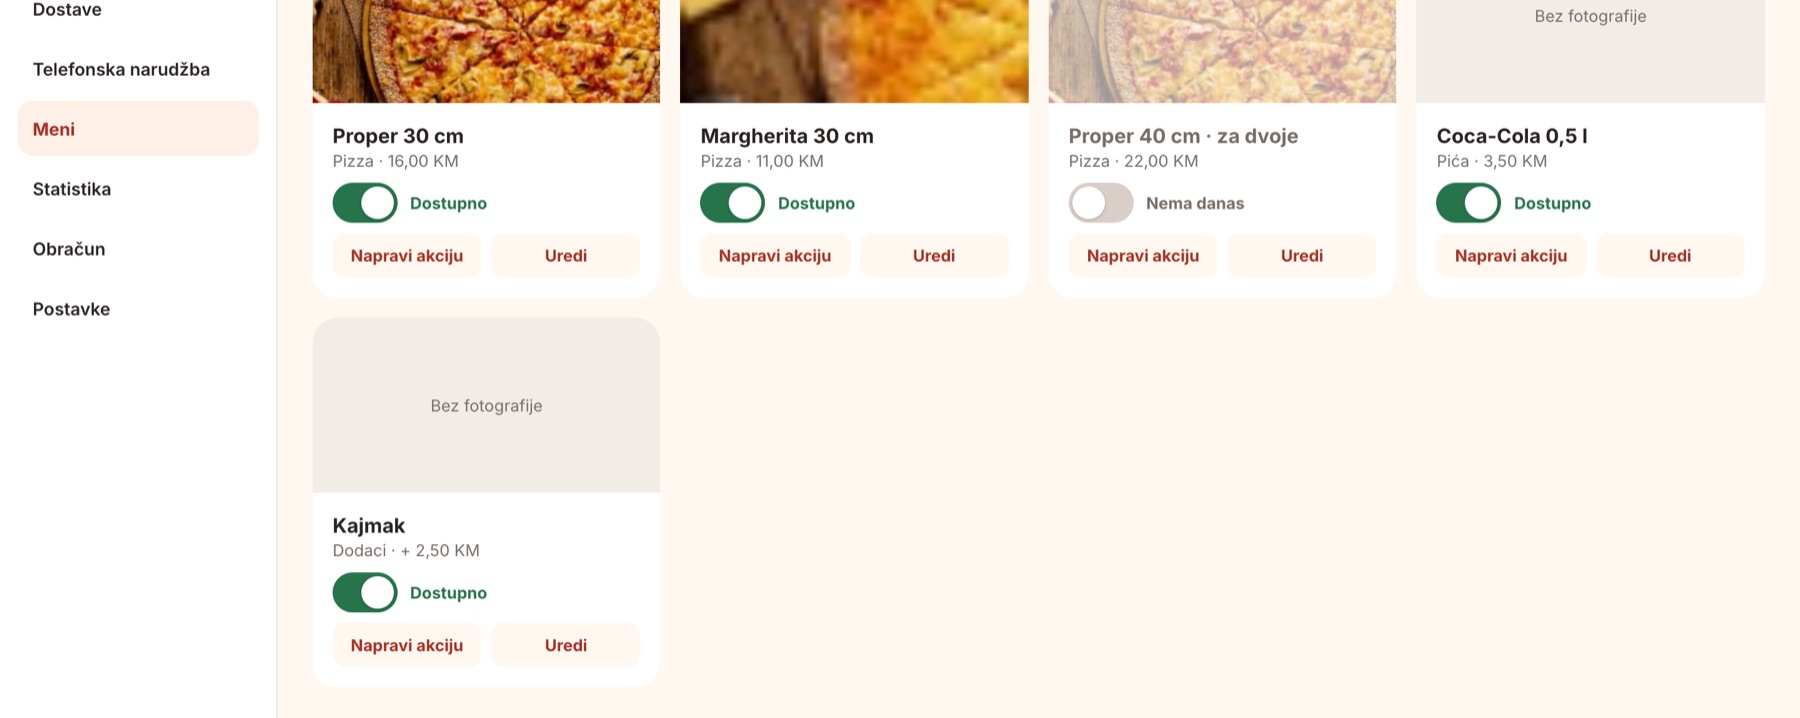 Dostave
Telefonska narudžba
Meni
Statistika
Obračun
Postavke
Bez fotografije
Proper 30 cm
Pizza · 16,00 KM
Dostupno
Napravi akciju
Uredi
Margherita 30 cm
Pizza · 11,00 KM
Dostupno
Napravi akciju
Uredi
Proper 40 cm · za dvoje
Pizza · 22,00 KM
Nema danas
Napravi akciju
Uredi
Coca-Cola 0,5 l
Pića · 3,50 KM
Dostupno
Napravi akciju
Uredi
Bez fotografije
Kajmak
Dodaci · + 2,50 KM
Dostupno
Napravi akciju
Uredi